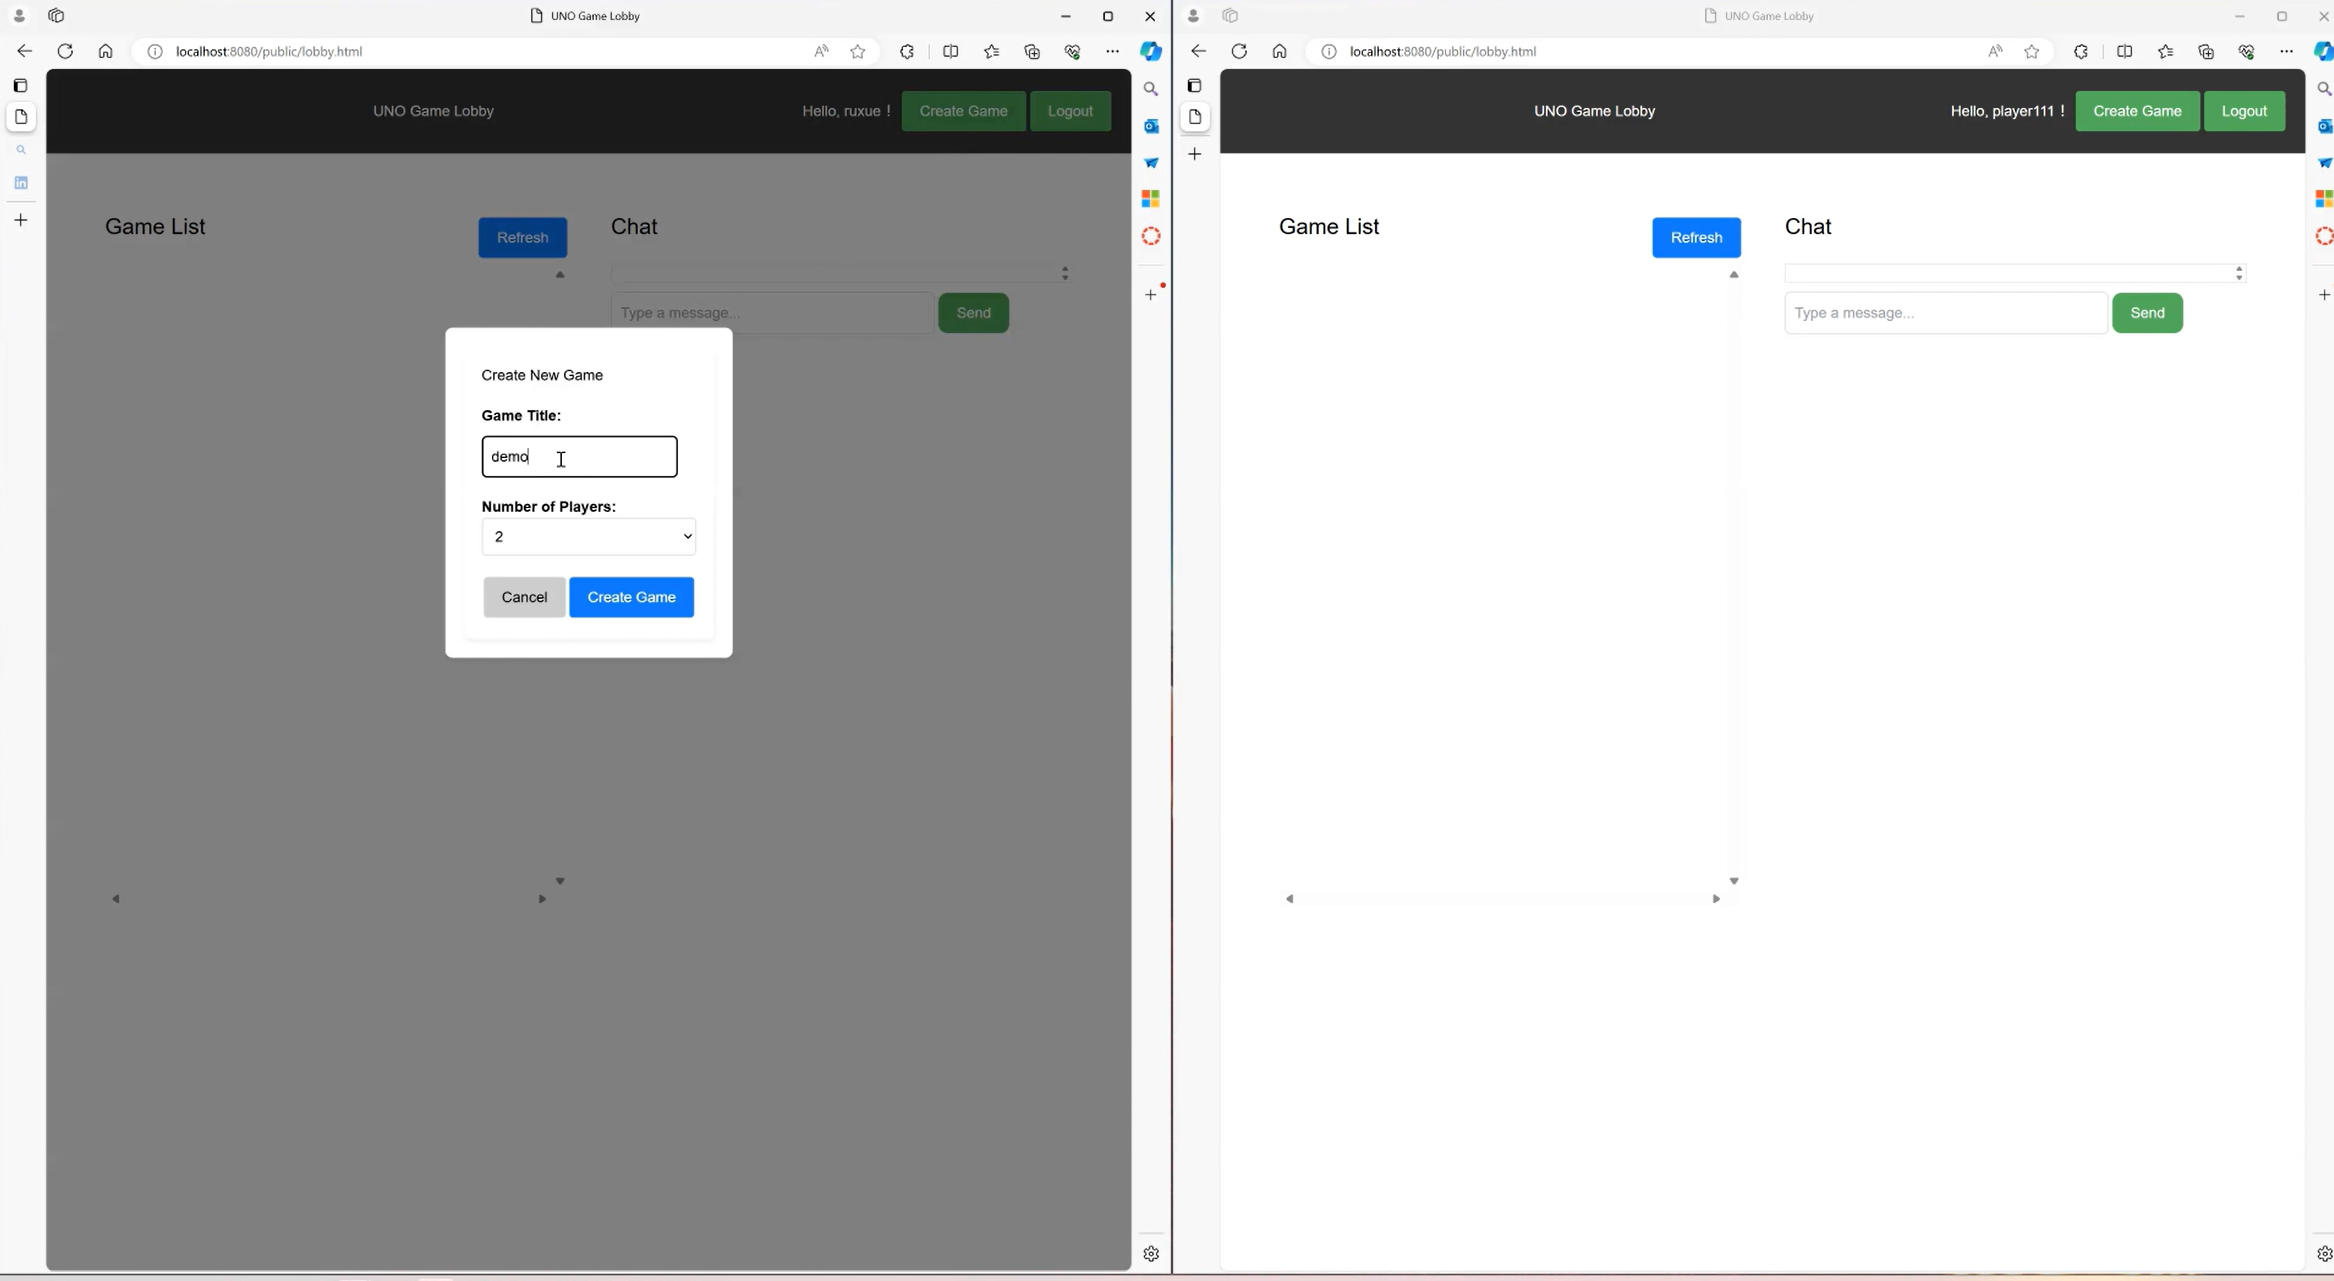 UNO Game Lobby
localhost:8080/public/lobby.html
UNO Game Lobby
Hello, ruxue !
Create Game
Logout
Game List
Refresh
Chat
Type a message...
Send
Create New Game
Game Title:
demo
Number of Players:
2
Cancel
Create Game
UNO Game Lobby
localhost:8080/public/lobby.html
UNO Game Lobby
Hello, player111 !
Create Game
Logout
Game List
Refresh
Chat
Type a message...
Send